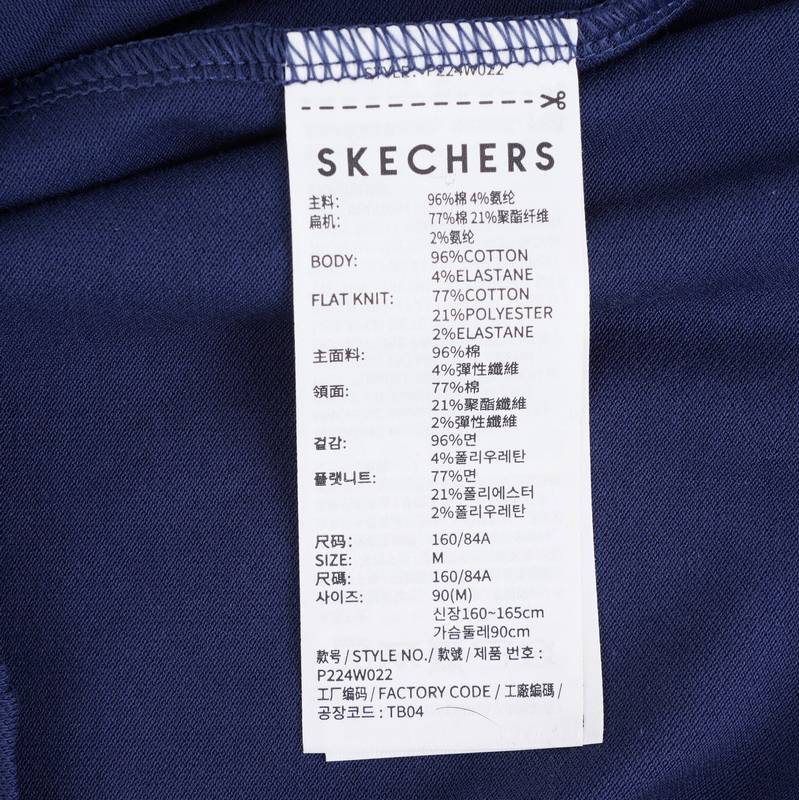 STYLE: P224W022
SKECHERS
主料: 96%棉 4%氨纶
扁机: 77%棉 21%聚酯纤维
2%氨纶
BODY: 96%COTTON
4%ELASTANE
FLAT KNIT: 77%COTTON
21%POLYESTER
2%ELASTANE
主面料: 96%棉
4%彈性纖維
領面: 77%棉
21%聚酯纖維
2%彈性纖維
겉감: 96%면
4%폴리우레탄
플랫니트: 77%면
21%폴리에스터
2%폴리우레탄
尺码: 160/84A
SIZE: M
尺碼: 160/84A
사이즈: 90(M)
신장160~165cm
가슴둘레90cm
款号 / STYLE NO./ 款號 / 제품 번호 :
P224W022
工厂编码 / FACTORY CODE / 工廠編碼 /
공장코드 : TB04